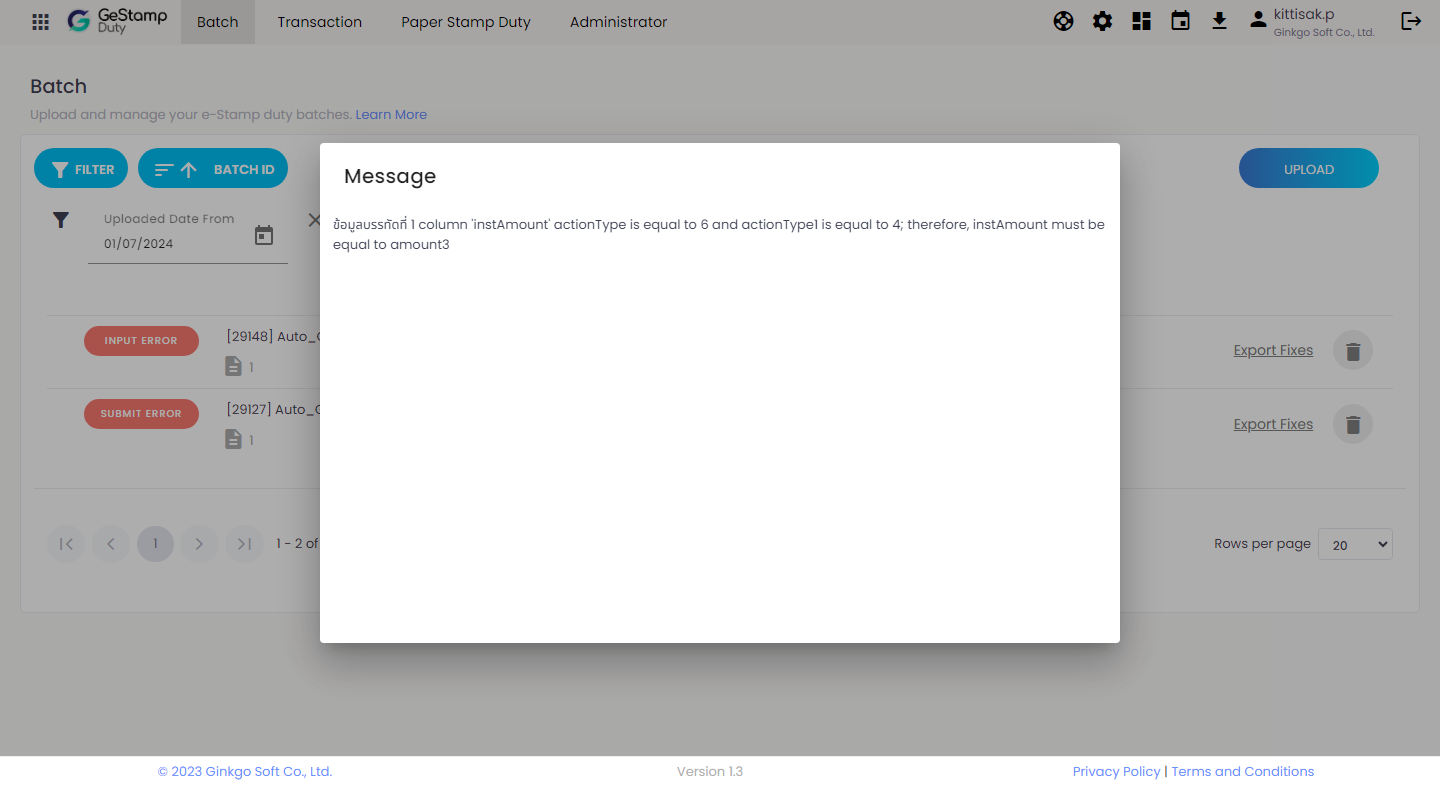 GeStamp
Duty
Batch
Transaction
Paper Stamp Duty
Administrator
kittisak.p
Ginkgo Soft Co., Ltd.
Batch
Upload and manage your e-Stamp duty batches. Learn More
FILTER
BATCH ID
UPLOAD
Message
Uploaded Date From
01/07/2024
ข้อมูลบรรทัดที่ 1 column 'instAmount' actionType is equal to 6 and actionType1 is equal to 4; therefore, instAmount must be
equal to amount3
INPUT ERROR
[29148] Auto_
1
Export Fixes
SUBMIT ERROR
[29127] Auto_
1
Export Fixes
1
1 - 2 of
Rows per page
20
© 2023 Ginkgo Soft Co., Ltd.
Version 1.3
Privacy Policy | Terms and Conditions